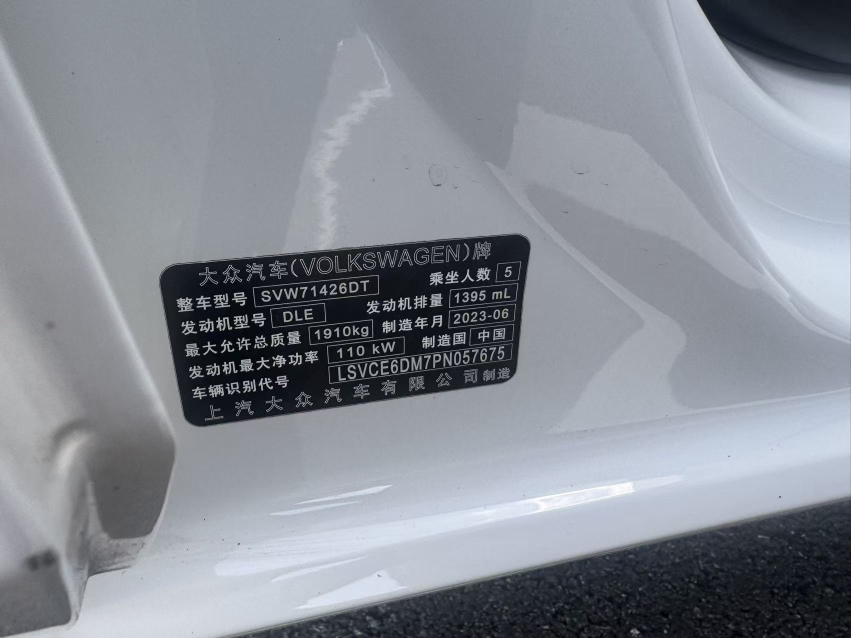 大众汽车(VOLKSWAGEN)牌
整车型号 SVW71426DT 乘坐人数 5
发动机型号 DLE 发动机排量 1395 mL
最大允许总质量 1910kg 制造年月 2023-06
发动机最大净功率 110 kW 制造国 中国
车辆识别代号 LSVCE6DM7PN057675
上汽大众汽车有限公司制造